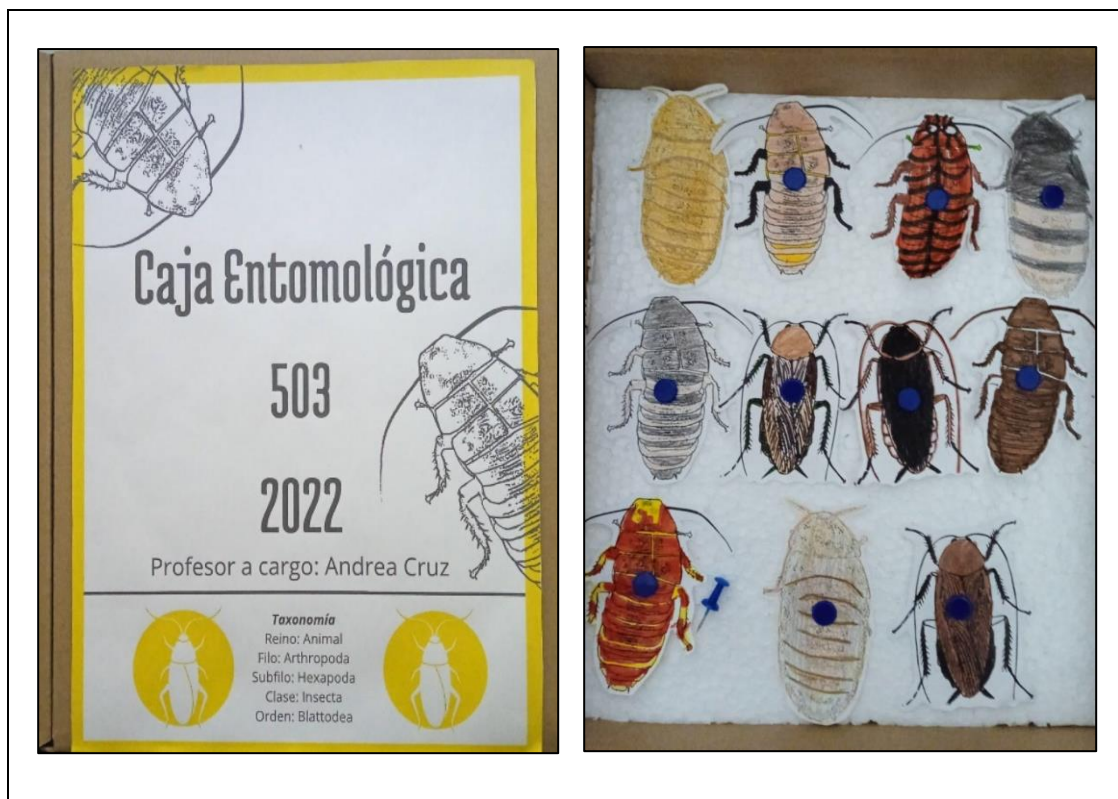 Caja Entomológica
503
2022
Profesor a cargo: Andrea Cruz
Taxonomía
Reino: Animal
Filo: Arthropoda
Subfilo: Hexapoda
Clase: Insecta
Orden: Blattodea